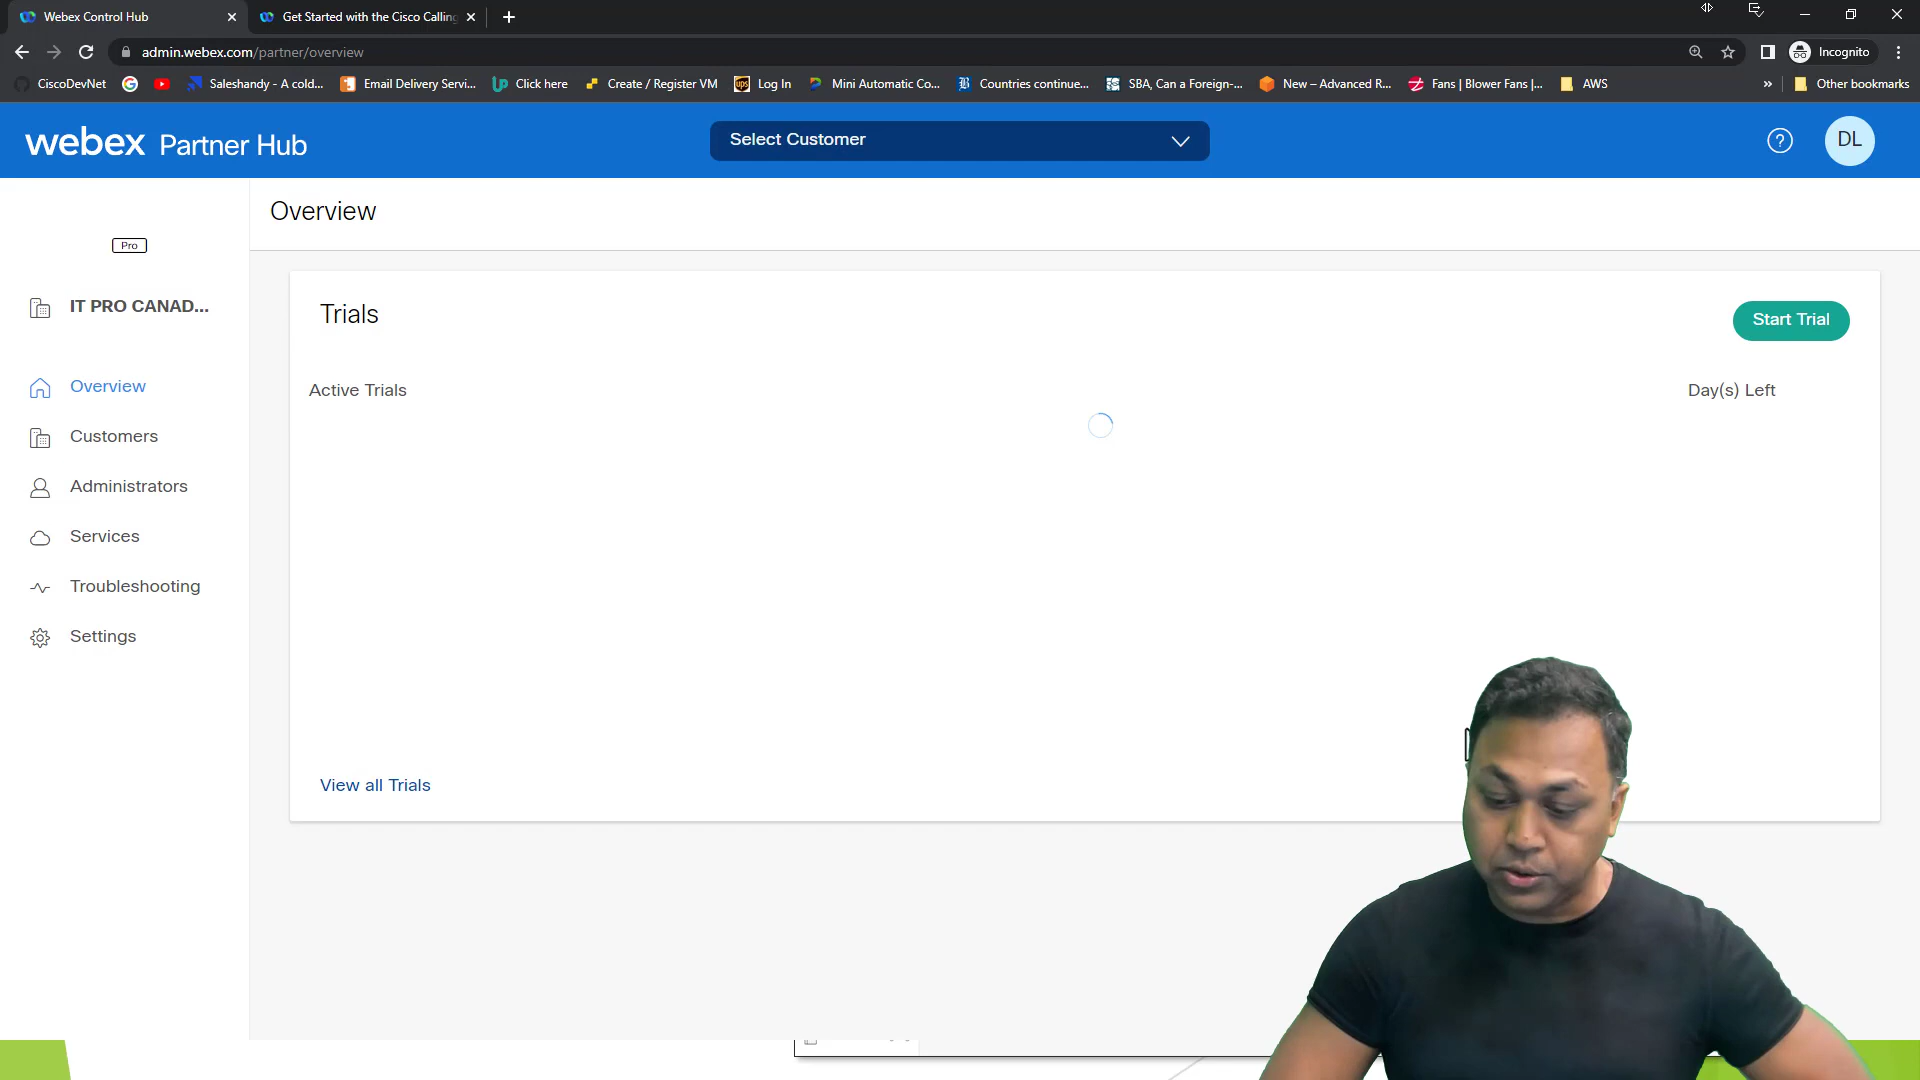 Webex Control Hub
Get Started with the Cisco Calling
admin.webex.com/partner/overview
Incognito
CiscoDevNet
Saleshandy - A cold...
Email Delivery Servi...
Click here
Create / Register VM
Log In
Mini Automatic Co...
Countries continue...
SBA, Can a Foreign-...
New – Advanced R...
Fans | Blower Fans |...
AWS
»
Other bookmarks
webex Partner Hub
Select Customer
?
DL
Pro
IT PRO CANAD...
Overview
Customers
Administrators
Services
Troubleshooting
Settings
Overview
Trials
Start Trial
Active Trials
Day(s) Left
View all Trials